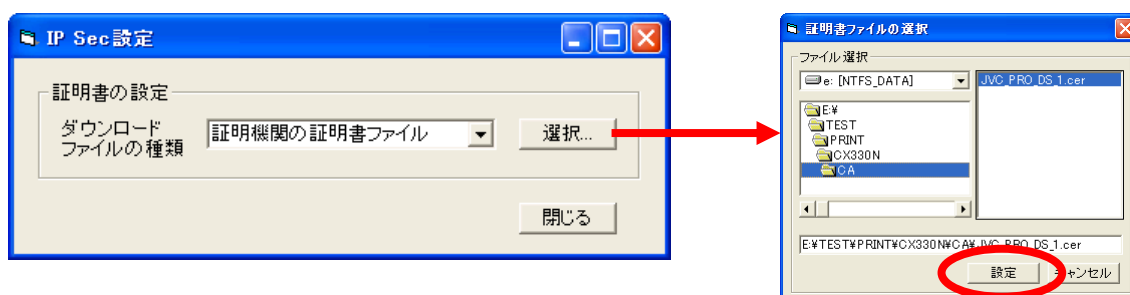 IP Sec設定
証明書の設定
ダウンロード
ファイルの種類
証明機関の証明書ファイル
選択...
閉じる
証明書ファイルの選択
ファイル選択
e: [NTFS_DATA]
JVC_PRO_DS_1.cer
E:¥
TEST
PRINT
CX330N
CA
E:¥TEST¥PRINT¥CX330N¥CA¥JVC_PRO_DS_1.cer
設定
キャンセル